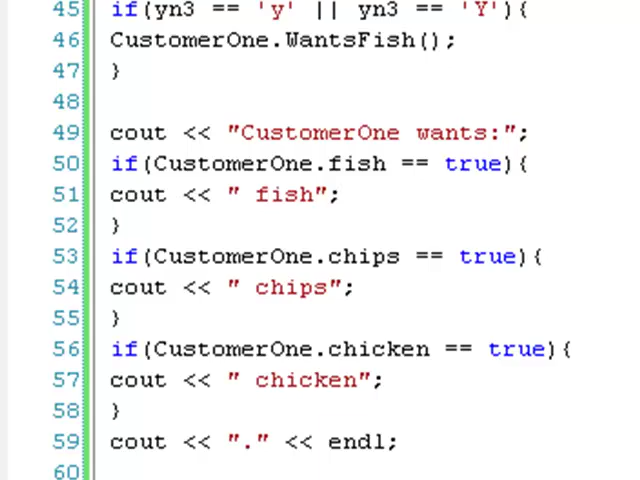 45 if(yn3 == 'y' || yn3 == 'Y'){
46 CustomerOne.WantsFish();
47 }
48
49 cout << "CustomerOne wants:";
50 if(CustomerOne.fish == true){
51 cout << " fish";
52 }
53 if(CustomerOne.chips == true){
54 cout << " chips";
55 }
56 if(CustomerOne.chicken == true){
57 cout << " chicken";
58 }
59 cout << "." << endl;
60